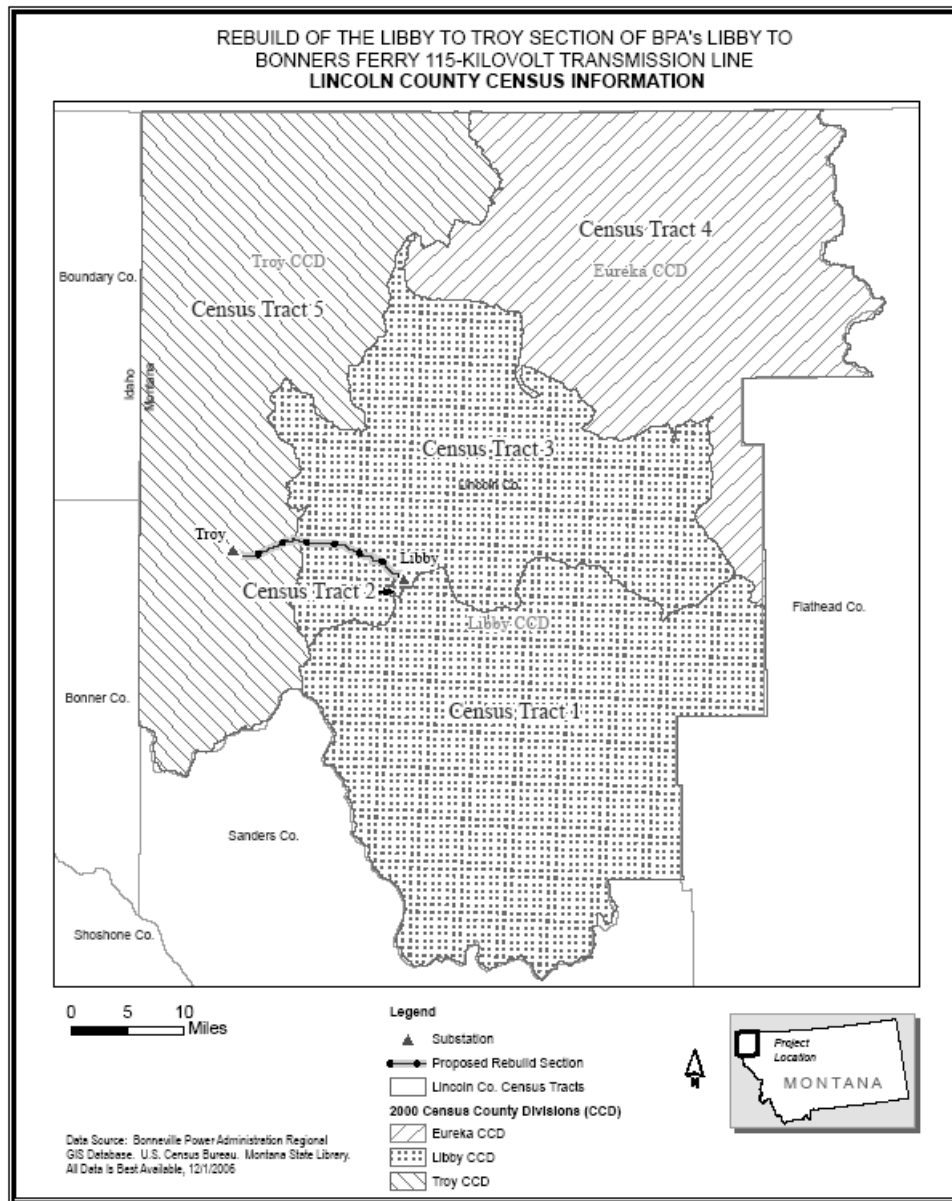 REBUILD OF THE LIBBY TO TROY SECTION OF BPA's LIBBY TO
BONNERS FERRY 115-KILOVOLT TRANSMISSION LINE
LINCOLN COUNTY CENSUS INFORMATION
Census Tract 4
Eureka CCD
Troy CCD
Boundary Co.
Census Tract 5
Idaho
Montana
Census Tract 3
Lincoln Co.
Troy
Libby
Census Tract 2
Flathead Co.
Libby CCD
Bonner Co.
Census Tract 1
Sanders Co.
Shoshone Co.
0 5 10
Miles
Legend
Substation
Proposed Rebuild Section
Lincoln Co. Census Tracts
2000 Census County Divisions (CCD)
Eureka CCD
Libby CCD
Troy CCD
N
Project
Location
MONTANA
Data Source: Bonneville Power Administration Regional
GIS Database. U.S. Census Bureau. Montana State Library.
All Data Is Best Available, 12/1/2006